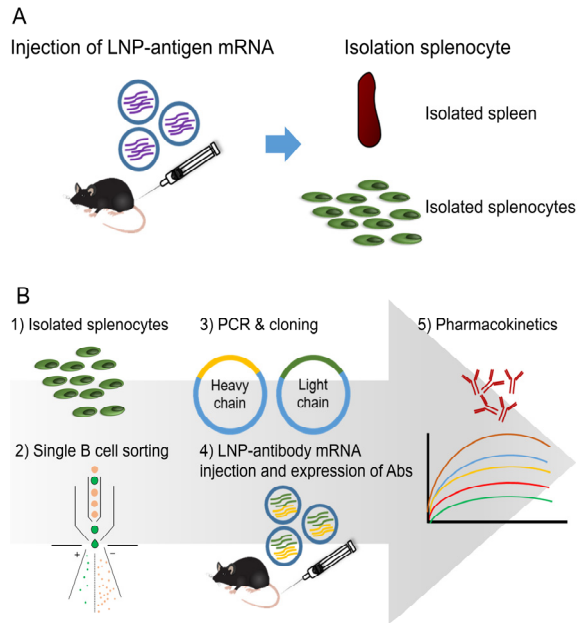 A
Injection of LNP-antigen mRNA
Isolation splenocyte
Isolated spleen
Isolated splenocytes
B
1) Isolated splenocytes
3) PCR & cloning
5) Pharmacokinetics
Heavy
chain
Light
chain
2) Single B cell sorting
4) LNP-antibody mRNA
injection and expression of Abs
+
−